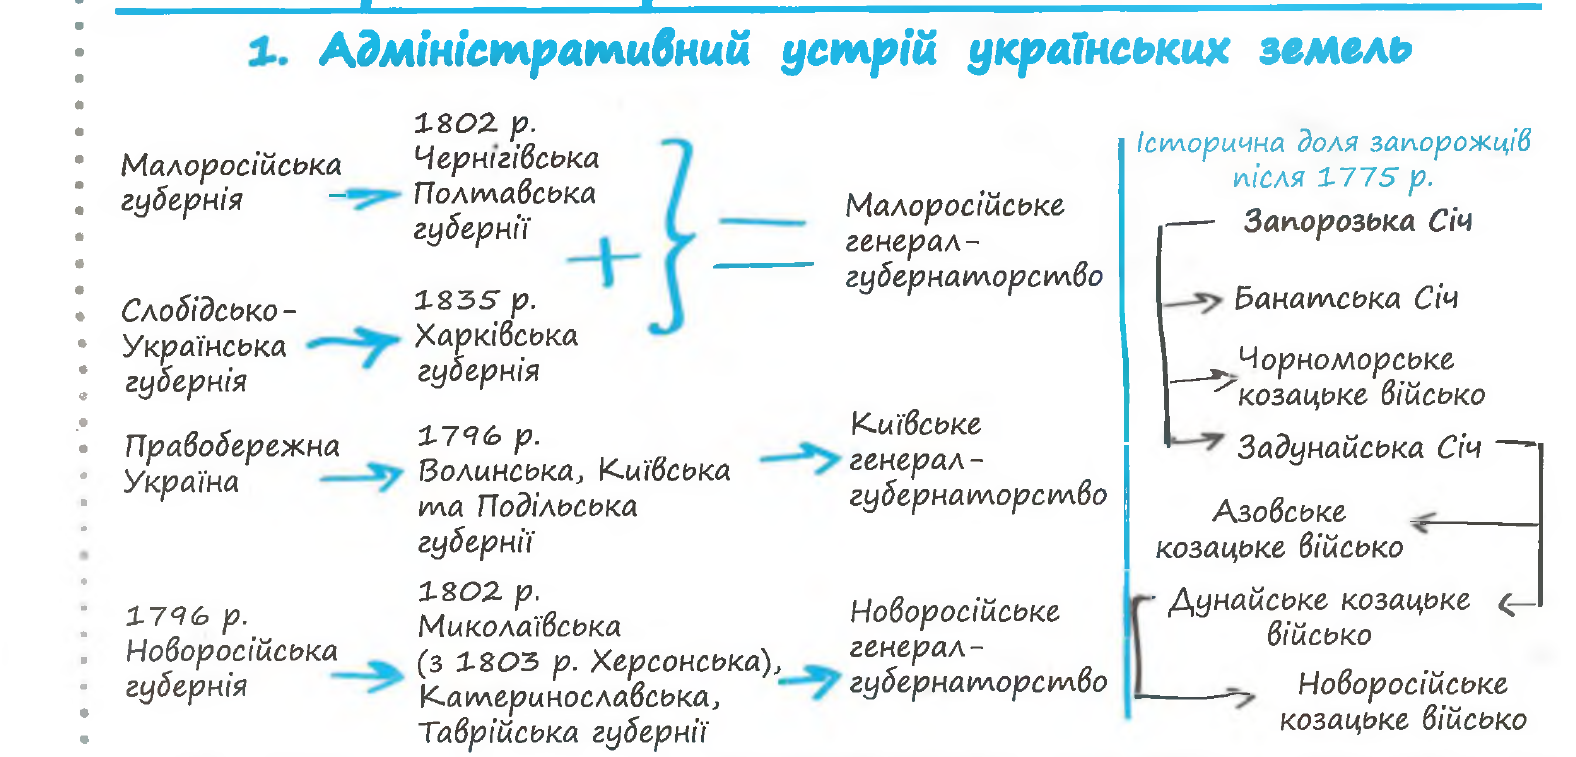 1. Адміністративний устрій українських земель
Малоросійська
губернія
1802 р.
Чернігівська
Полтавська
губернії
+
}
=
Малоросійське
генерал-
губернаторство
Слобідсько-
Українська
губернія
1835 р.
Харківська
губернія
Правобережна
Україна
1796 р.
Волинська, Київська
та Подільська
губернії
Київське
генерал-
губернаторство
1796 р.
Новоросійська
губернія
1802 р.
Миколаївська
(з 1803 р. Херсонська),
Катеринославська,
Таврійська губернії
Новоросійське
генерал-
губернаторство
Історична доля запорожців
після 1775 р.
Запорозька Січ
Банатська Січ
Чорноморське
козацьке військо
Задунайська Січ
Азовське
козацьке військо
Дунайське козацьке
військо
Новоросійське
козацьке військо